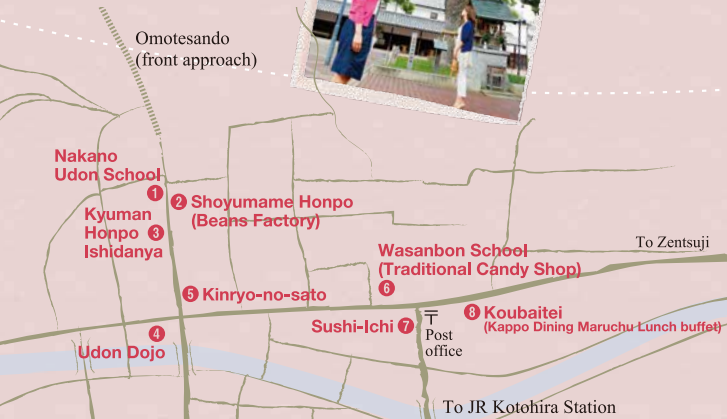 Omotesando
(front approach)
Nakano
Udon School
1
2 Shoyumame Honpo
(Beans Factory)
Kyuman
Honpo 3
Ishidanya
To Zentsuji
Wasanbon School
(Traditional Candy Shop)
6
5 Kinryo-no-sato
4
Udon Dojo
Sushi-Ichi 7
〒
Post
office
8 Koubaitei
(Kappo Dining Maruchu Lunch buffet)
To JR Kotohira Station